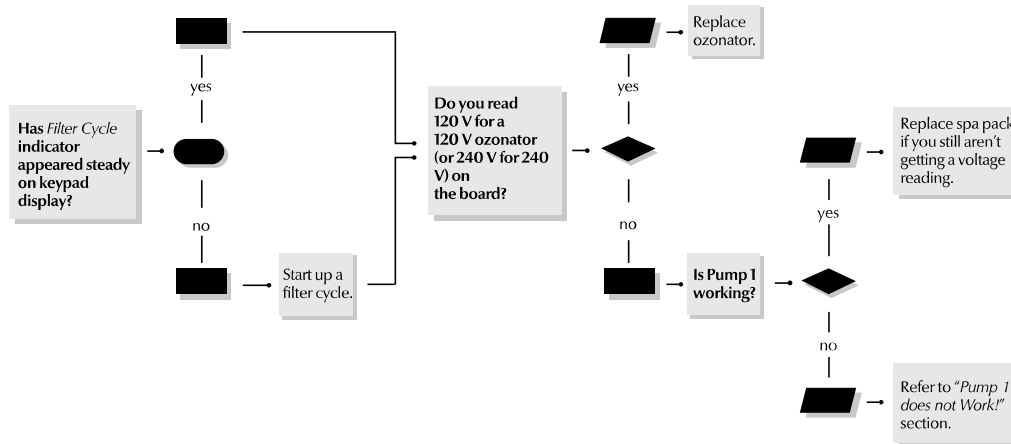 Has Filter Cycle
indicator
appeared steady
on keypad
display?
yes
no
Start up a
filter cycle.
Do you read
120 V for a
120 V ozonator
(or 240 V for 240
V) on
the board?
yes
Replace
ozonator.
no
Is Pump 1
working?
yes
Replace spa pack
if you still aren't
getting a voltage
reading.
no
Refer to “Pump 1
does not Work!”
section.